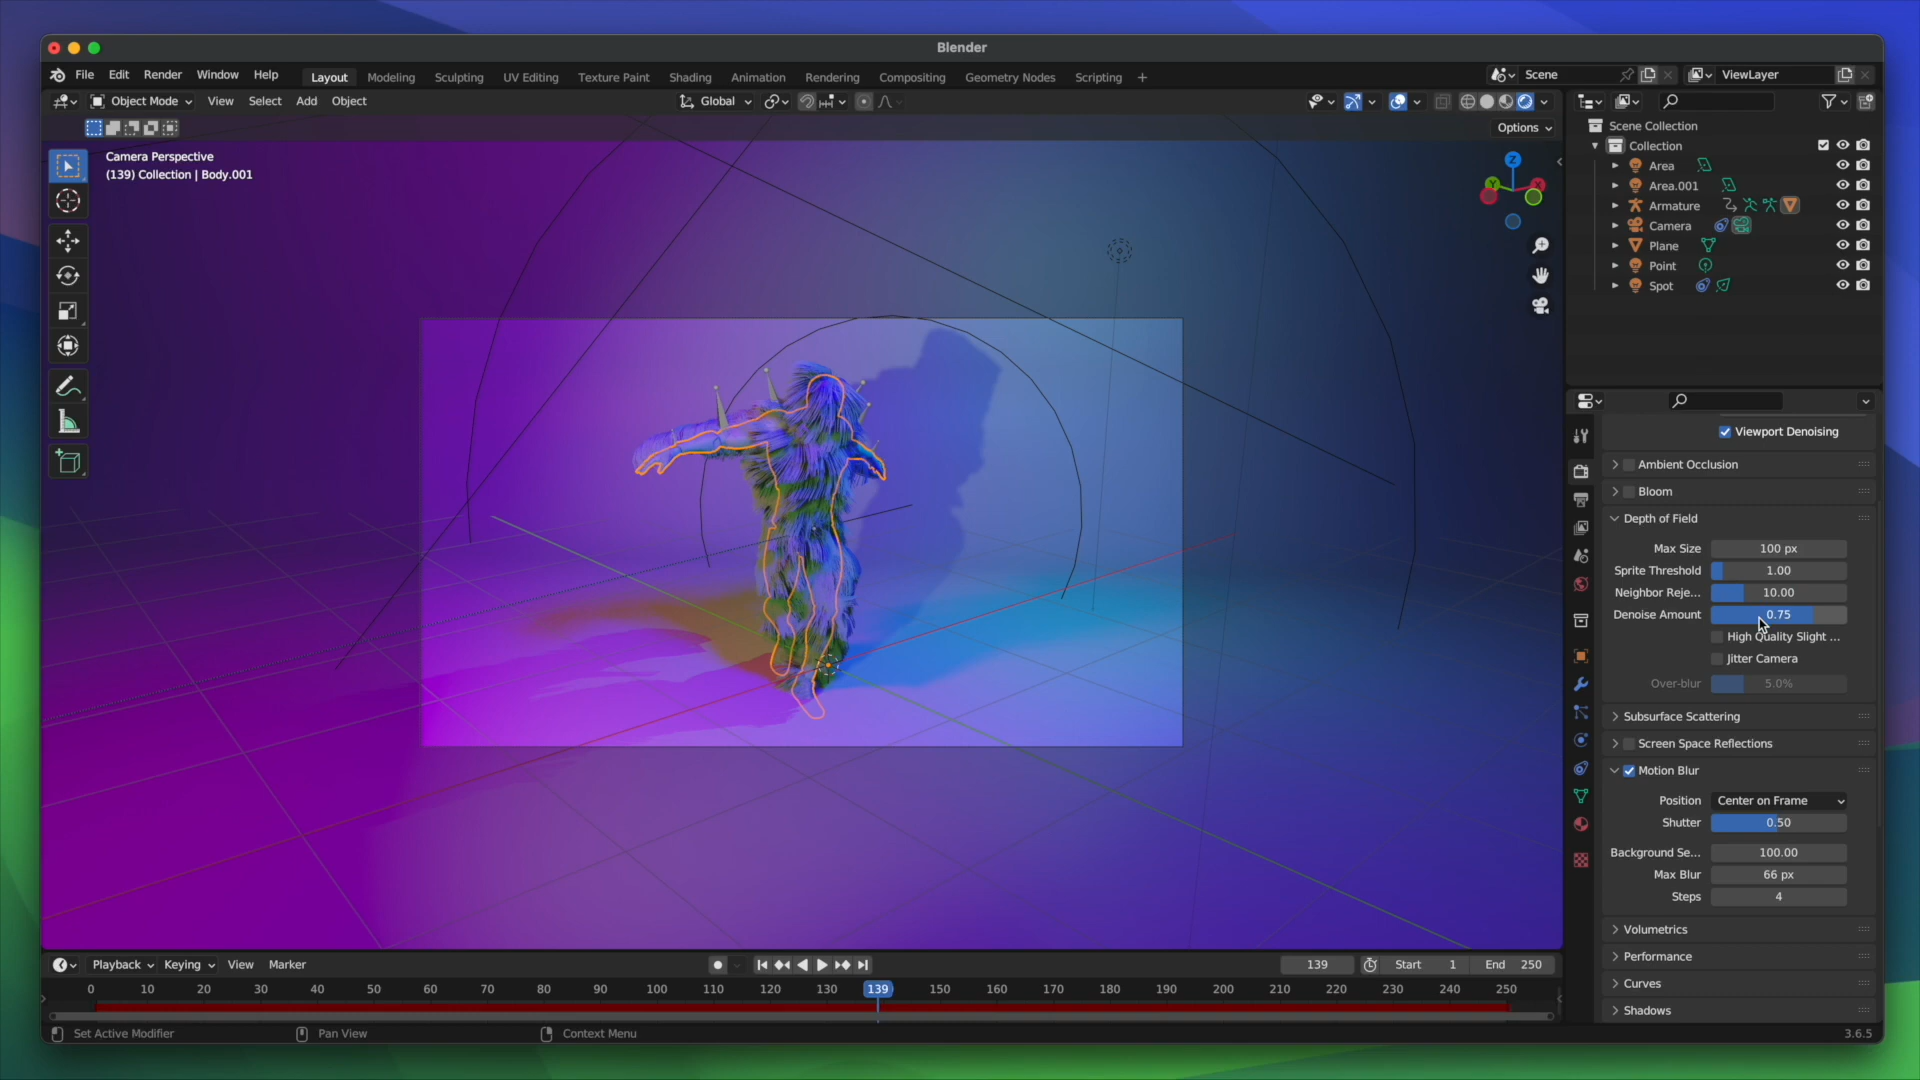 Blender
File Edit Render Window Help Layout Modeling Sculpting UV Editing Texture Paint Shading Animation Rendering Compositing Geometry Nodes Scripting + Scene ViewLayer
Object Mode View Select Add Object Global
Options
Camera Perspective
(139) Collection | Body.001
Z
Y
X
Scene Collection
Collection
Area
Area.001
Armature
Camera
Plane
Point
Spot
Viewport Denoising
Ambient Occlusion
Bloom
Depth of Field
Max Size 100 px
Sprite Threshold 1.00
Neighbor Reje... 10.00
Denoise Amount 0.75
High Quality Slight ...
Jitter Camera
Over-blur 5.0%
Subsurface Scattering
Screen Space Reflections
Motion Blur
Position Center on Frame
Shutter 0.50
Background Se... 100.00
Max Blur 66 px
Steps 4
Volumetrics
Performance
Curves
Shadows
Playback Keying View Marker 139 Start 1 End 250
0 10 20 30 40 50 60 70 80 90 100 110 120 130 139 150 160 170 180 190 200 210 220 230 240 250
Set Active Modifier Pan View Context Menu 3.6.5